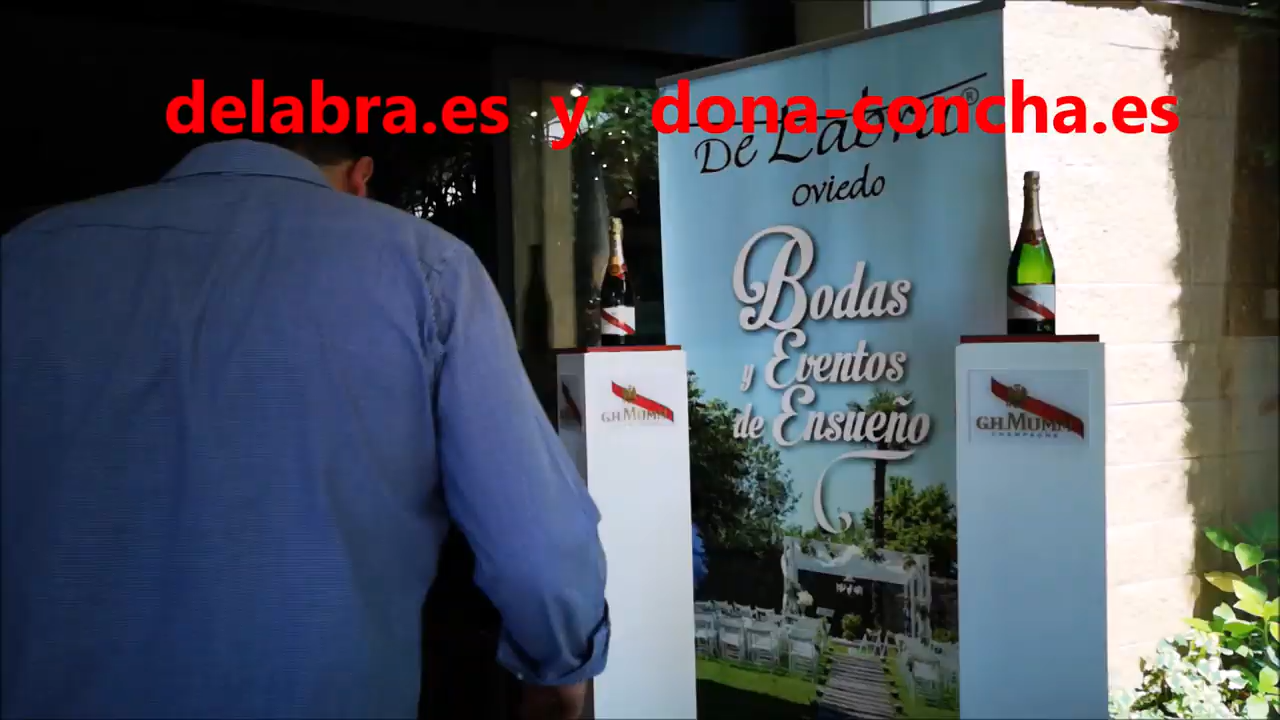 delabra.es y dona-concha.es
De Labra®
oviedo
Bodas
y Eventos
de Ensueño
G.H.MUMM
G.H.MUMM
CHAMPAGNE